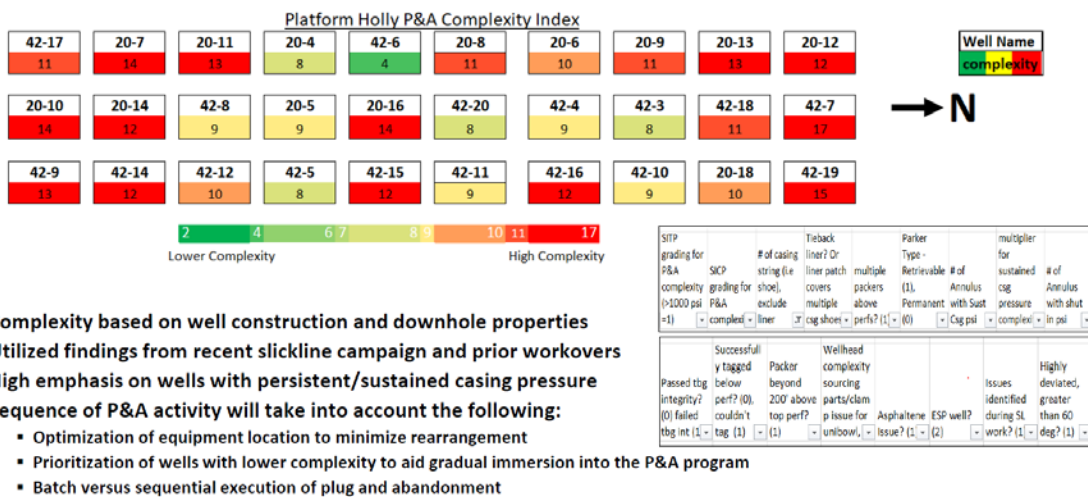 Platform Holly P&A Complexity Index
42-17 20-7 20-11 20-4 42-6 20-8 20-6 20-9 20-13 20-12
11 14 13 8 4 11 10 11 13 12
Well Name
complexity
20-10 20-14 42-8 20-5 20-16 42-20 42-4 42-3 42-18 42-7
14 12 9 9 14 8 9 8 11 17
N
42-9 42-14 42-12 42-5 42-15 42-11 42-16 42-10 20-18 42-19
13 12 10 8 12 9 12 9 10 15
2 4 6 7 8 9 10 11 17
Lower Complexity High Complexity
SITP Tieback Parker multiplier
grading for liner? Or Type - for
P&A # of casing liner patch multiple Retrievable # of sustained # of
complexity SICP string (i.e covers packers (1), Annulus csg Annulus
(>1000 psi grading for shoe), multiple above Permanent with Sust pressure with shut
=1) P&A exclude csg shoes perfs? (1 (0) Csg psi complexi in psi
complexi liner
omplexity based on well construction and downhole properties
tilized findings from recent slickline campaign and prior workovers
igh emphasis on wells with persistent/sustained casing pressure
equence of P&A activity will take into account the following:
▪ Optimization of equipment location to minimize rearrangement
▪ Prioritization of wells with lower complexity to aid gradual immersion into the P&A program
▪ Batch versus sequential execution of plug and abandonment
Successfull Wellhead
y tagged complexity Highly
Passed tbg below Packer sourcing Issues deviated,
integrity? perf? (0), beyond parts/clam identified greater
(0) failed couldn't 200' above p issue for Asphaltene ESP well? during SL than 60
tbg int (1 tag (1) top perf? (1) unibowl, Issue? (1 (2) work? (1 deg? (1)